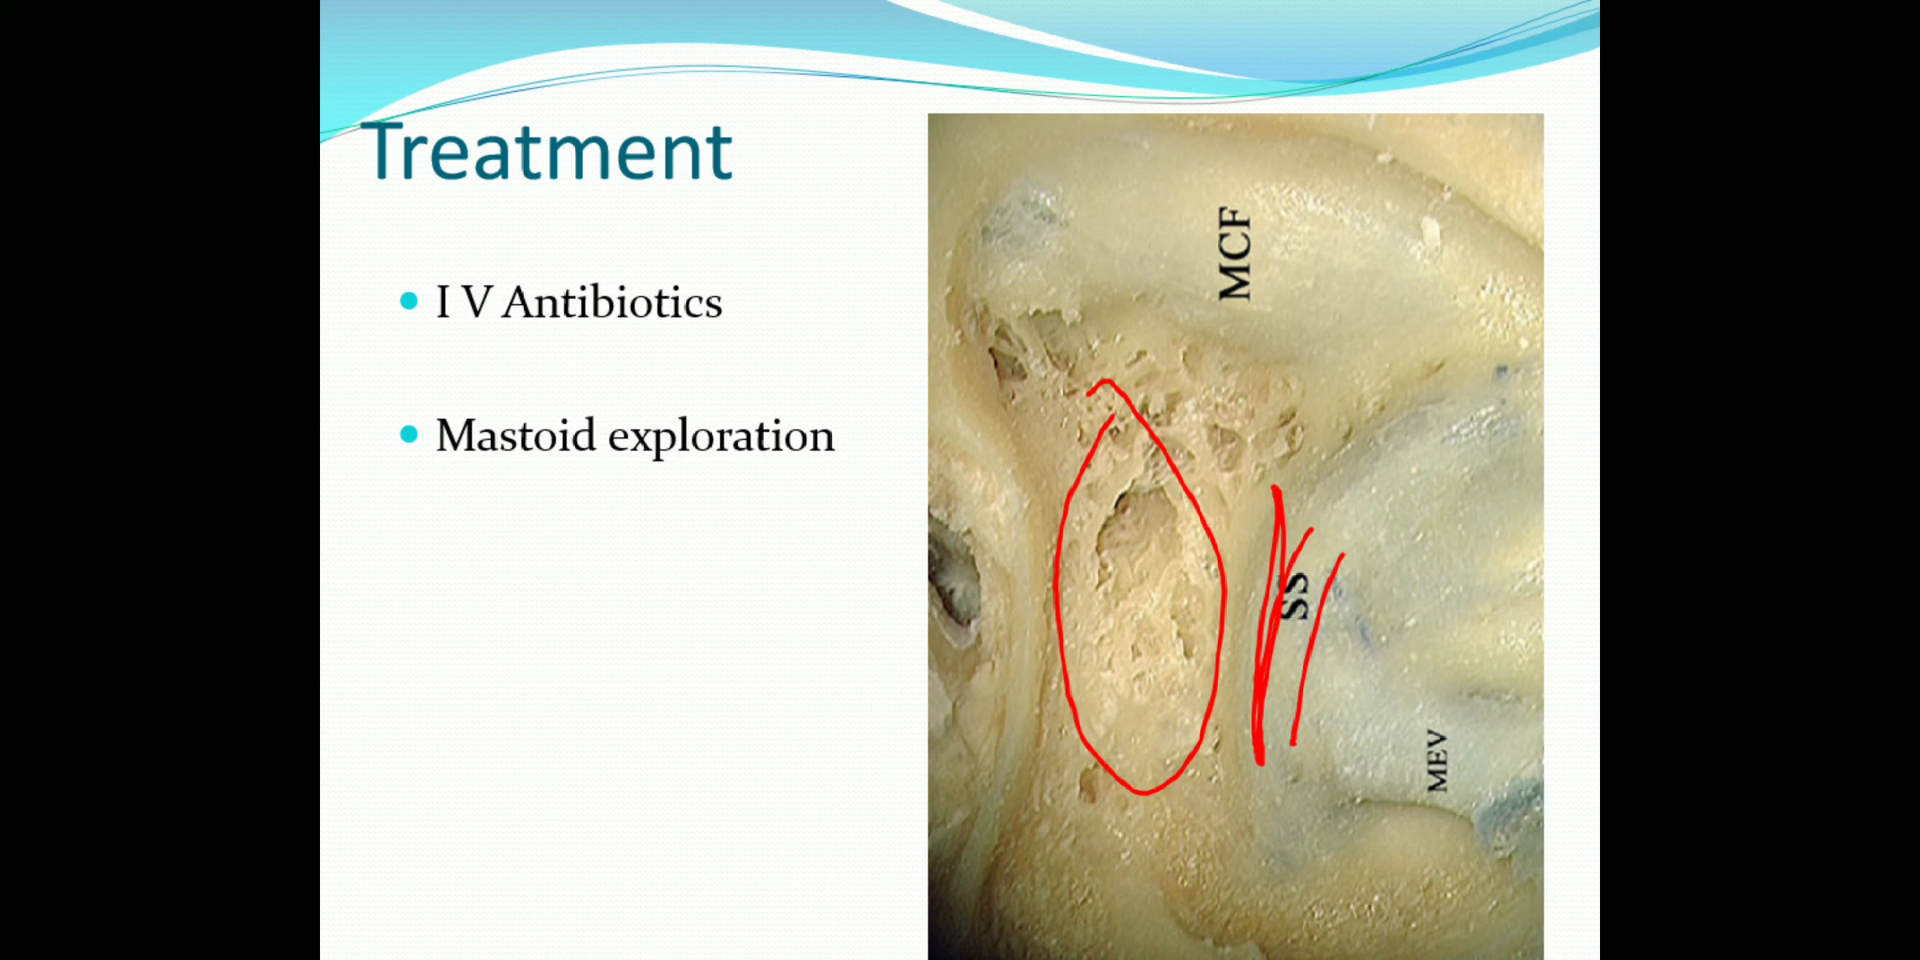 Treatment
I V Antibiotics
Mastoid exploration
MCF
SS
MEV